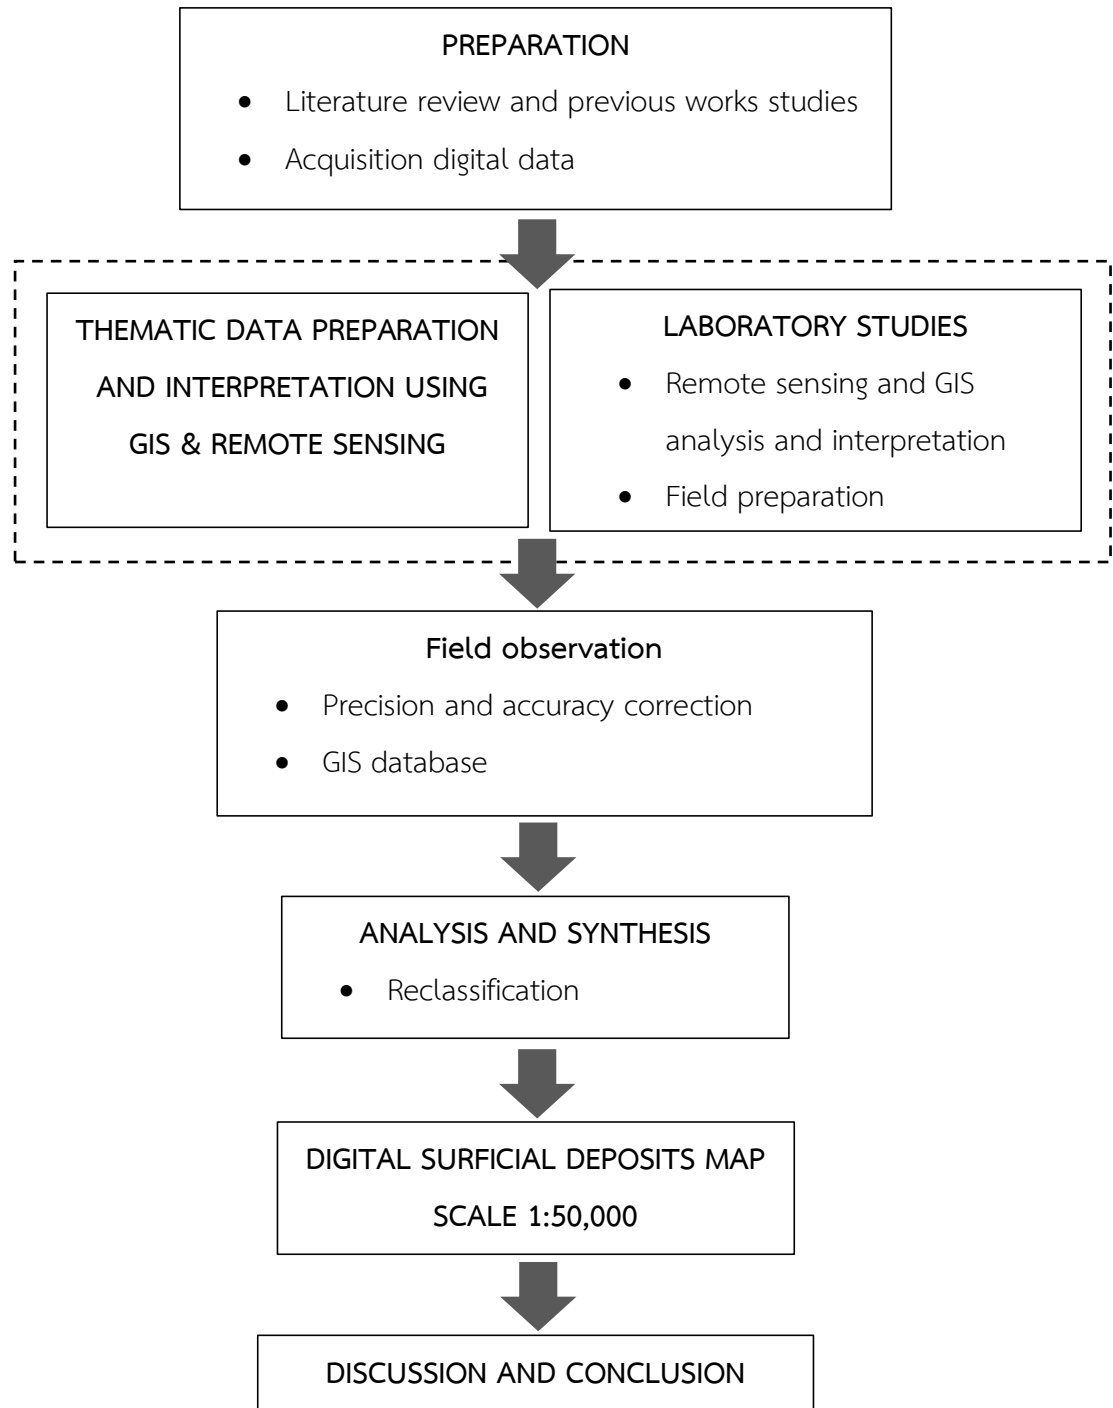 PREPARATION
• Literature review and previous works studies
• Acquisition digital data
THEMATIC DATA PREPARATION
AND INTERPRETATION USING
GIS & REMOTE SENSING
LABORATORY STUDIES
• Remote sensing and GIS
analysis and interpretation
• Field preparation
Field observation
• Precision and accuracy correction
• GIS database
ANALYSIS AND SYNTHESIS
• Reclassification
DIGITAL SURFICIAL DEPOSITS MAP
SCALE 1:50,000
DISCUSSION AND CONCLUSION